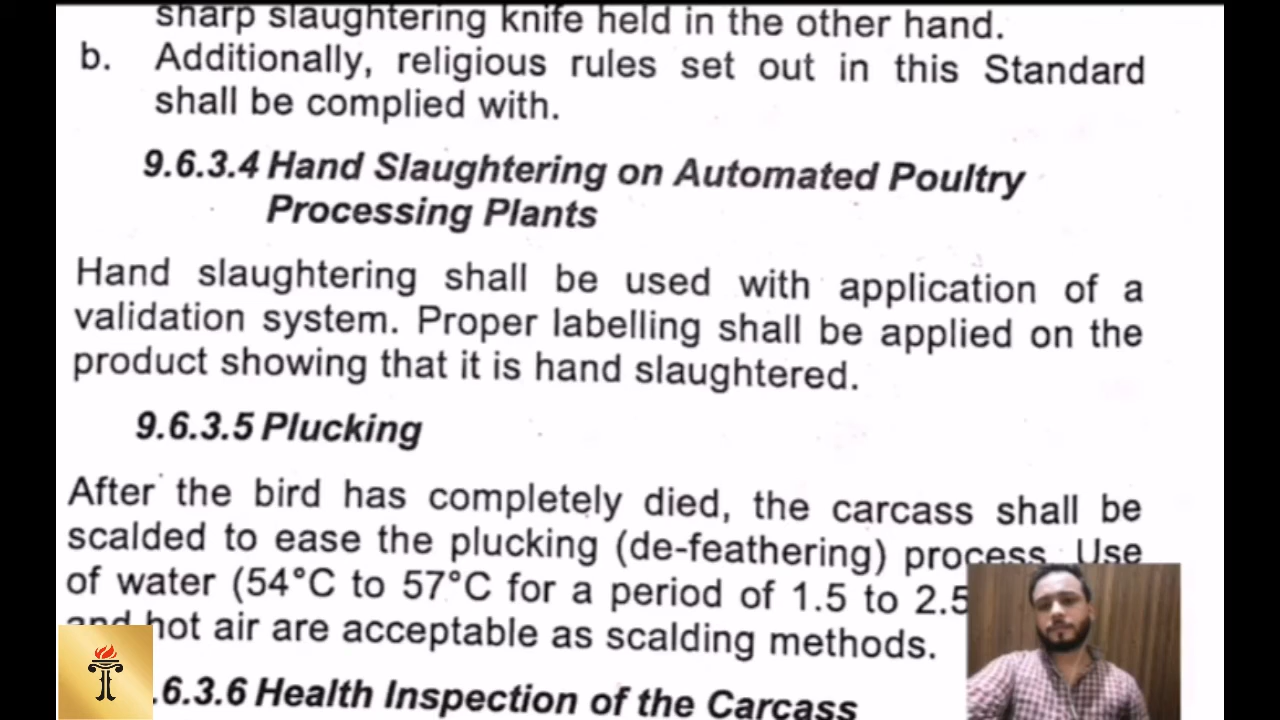 sharp slaughtering knife held in the other hand.
b. Additionally, religious rules set out in this Standard
shall be complied with.
9.6.3.4 Hand Slaughtering on Automated Poultry
Processing Plants
Hand slaughtering shall be used with application of a
validation system. Proper labelling shall be applied on the
product showing that it is hand slaughtered.
9.6.3.5 Plucking
After the bird has completely died, the carcass shall be
scalded to ease the plucking (de-feathering) process. Use
of water (54°C to 57°C for a period of 1.5 to 2.5
and hot air are acceptable as scalding methods.
.6.3.6 Health Inspection of the Carcass